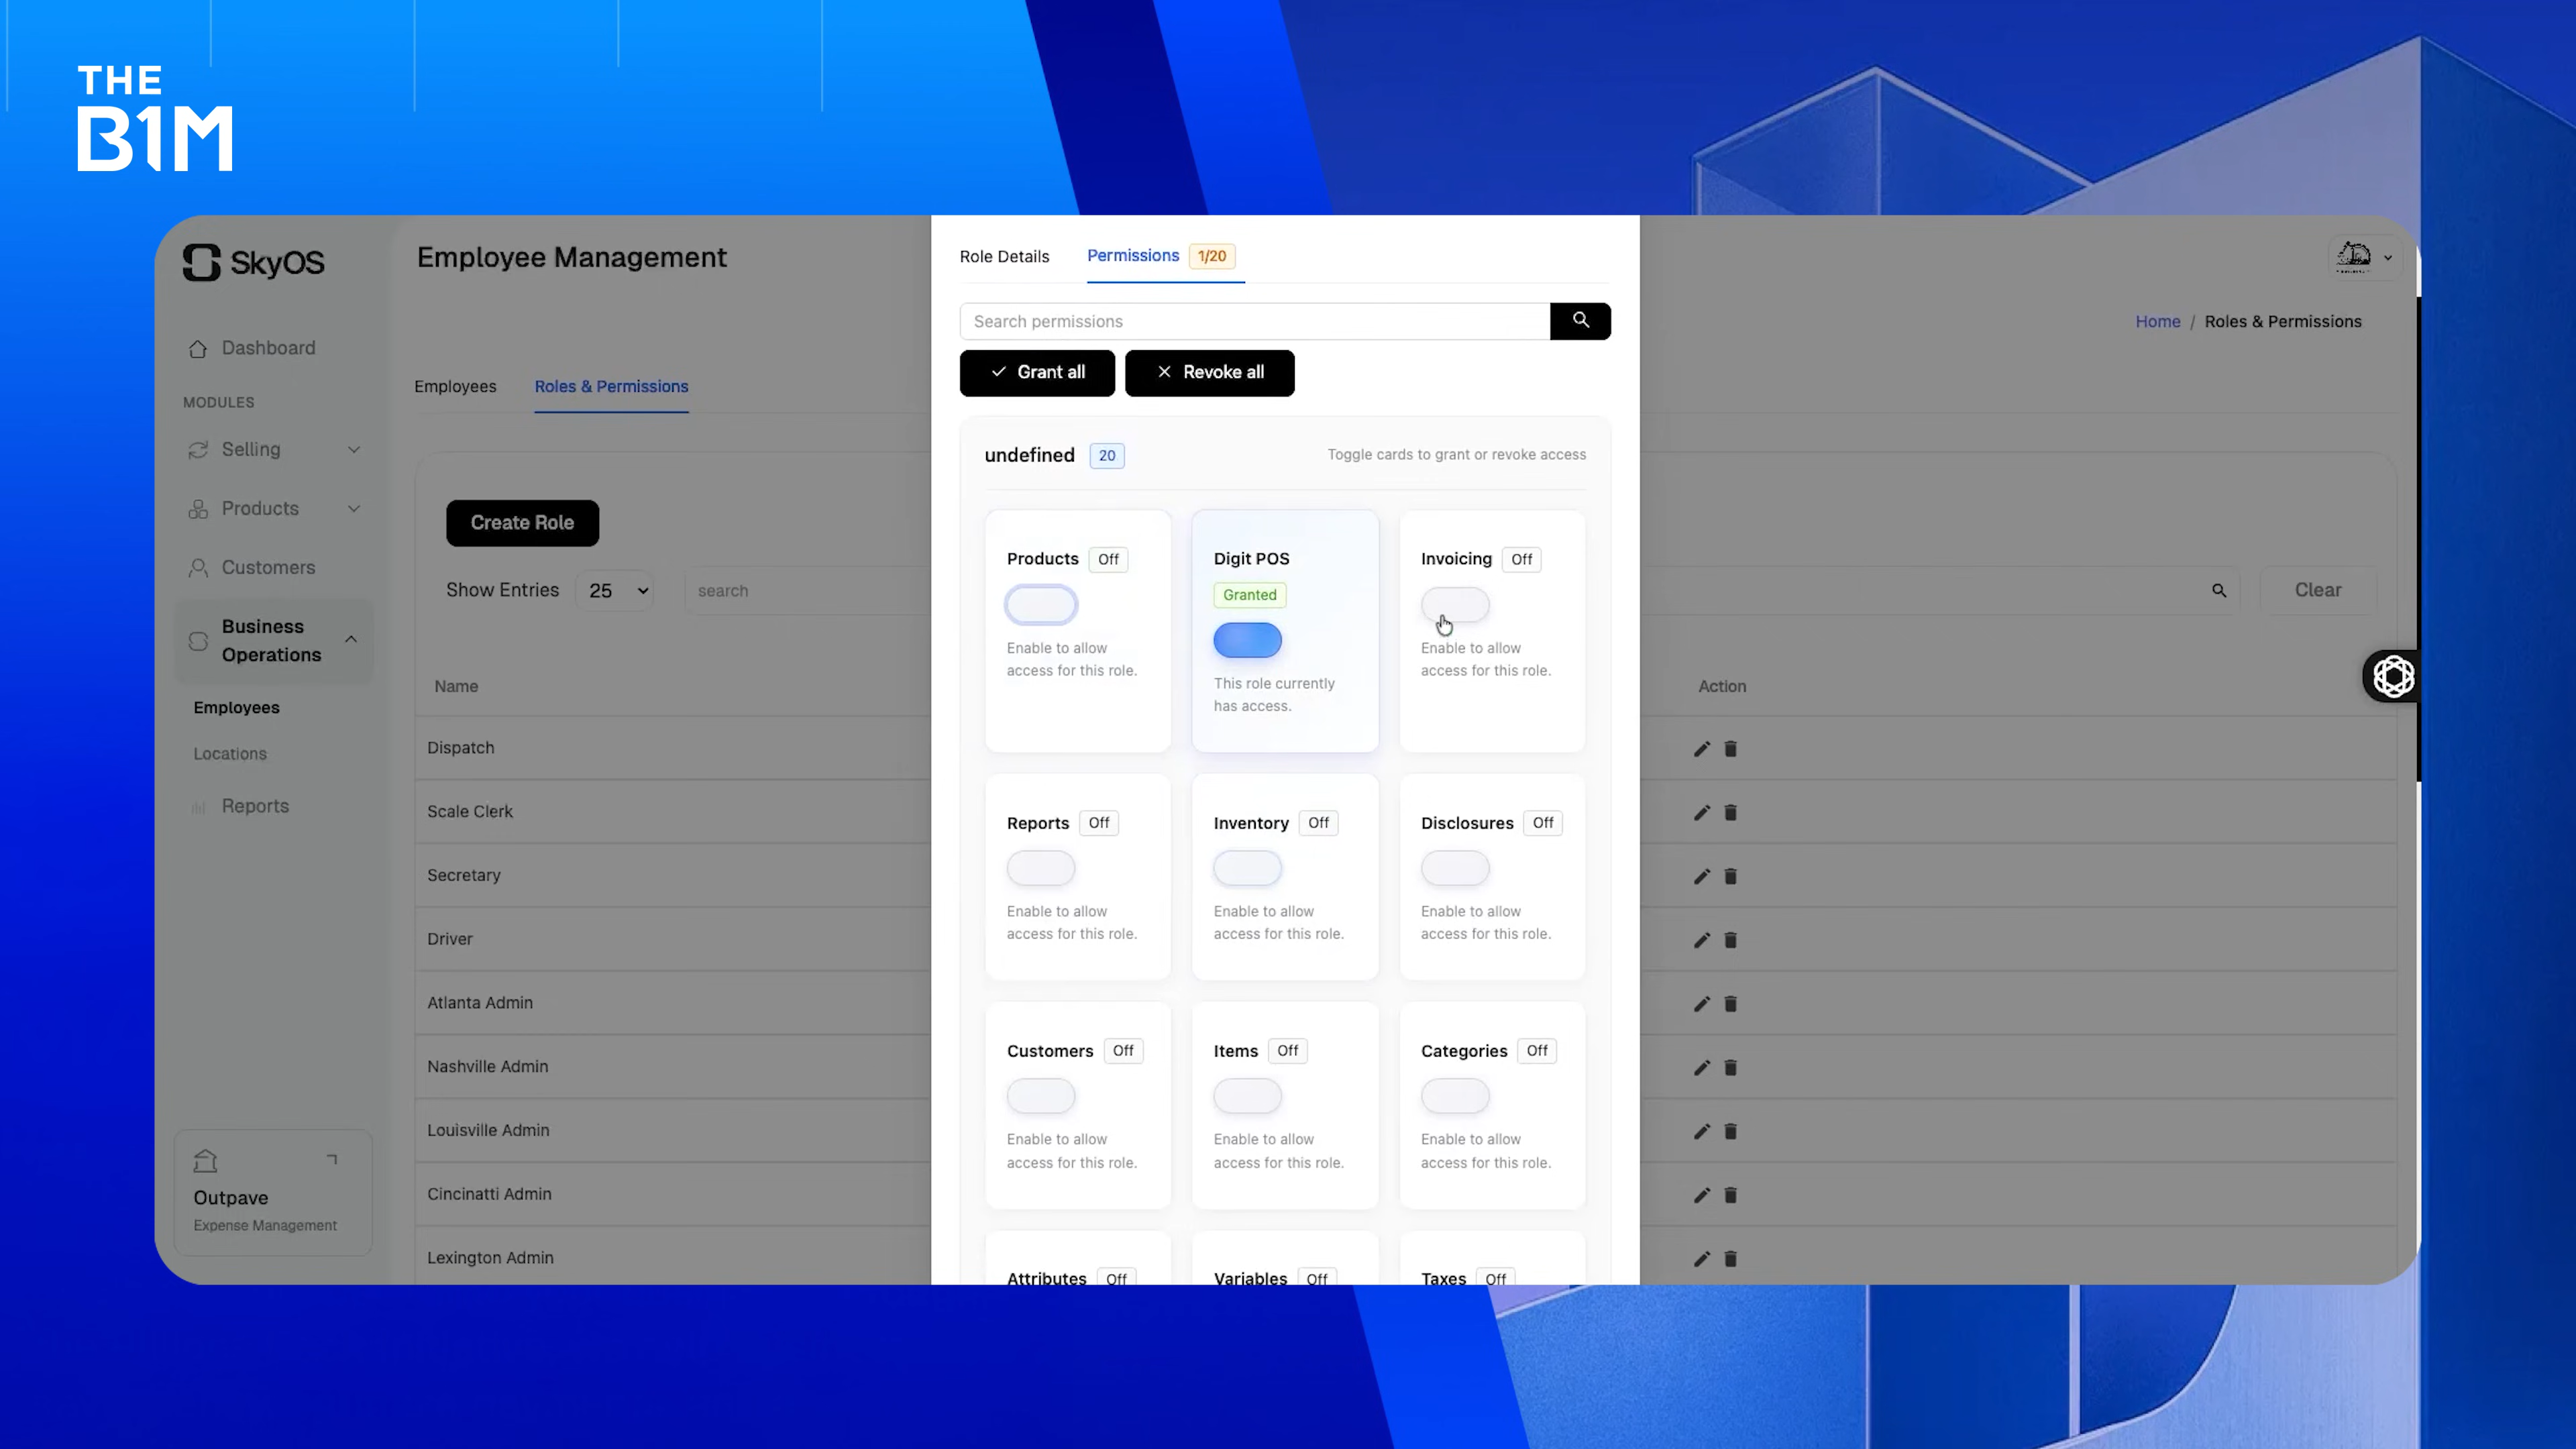 THE
B1M
SkyOS
Employee Management
Home / Roles & Permissions
Dashboard
MODULES
Selling
Products
Customers
Business
Operations
Employees
Locations
Reports
Outpave
Expense Management
Employees
Roles & Permissions
Create Role
Show Entries
25
search
Clear
Name
Action
Dispatch
Scale Clerk
Secretary
Driver
Atlanta Admin
Nashville Admin
Louisville Admin
Cincinatti Admin
Lexington Admin
Role Details
Permissions 1/20
Search permissions
Grant all
Revoke all
undefined 20
Toggle cards to grant or revoke access
Products Off
Enable to allow
access for this role.
Digit POS
Granted
This role currently
has access.
Invoicing Off
Enable to allow
access for this role.
Reports Off
Enable to allow
access for this role.
Inventory Off
Enable to allow
access for this role.
Disclosures Off
Enable to allow
access for this role.
Customers Off
Enable to allow
access for this role.
Items Off
Enable to allow
access for this role.
Categories Off
Enable to allow
access for this role.
Attributes Off
Variables Off
Taxes Off